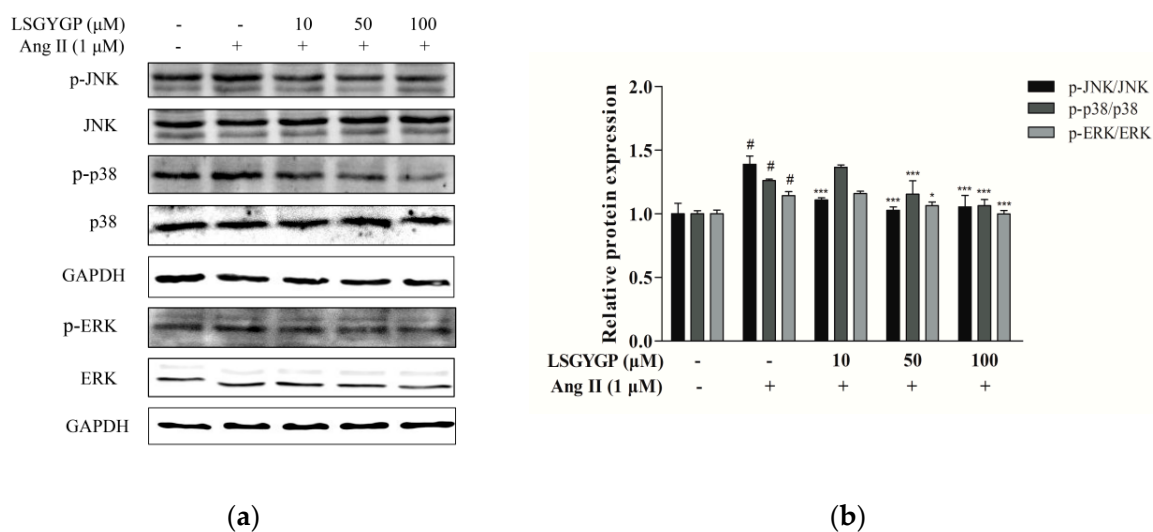 LSGYGP (μM) - - 10 50 100
Ang II (1 μM) - + + + +
p-JNK
JNK
p-p38
p38
GAPDH
p-ERK
ERK
GAPDH
(a)
Relative protein expression
2.0
1.5
1.0
0.5
0.0
# # #
*** 
*** *** *
*** *** ***
p-JNK/JNK
p-p38/p38
p-ERK/ERK
LSGYGP (μM) - - 10 50 100
Ang II (1 μM) - + + + +
(b)